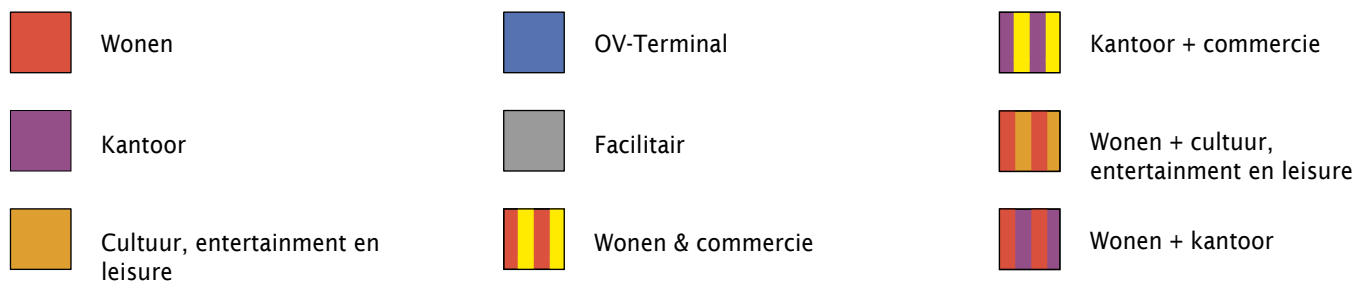 Wonen
Kantoor
Cultuur, entertainment en
leisure
OV-Terminal
Facilitair
Wonen & commercie
Kantoor + commercie
Wonen + cultuur,
entertainment en leisure
Wonen + kantoor